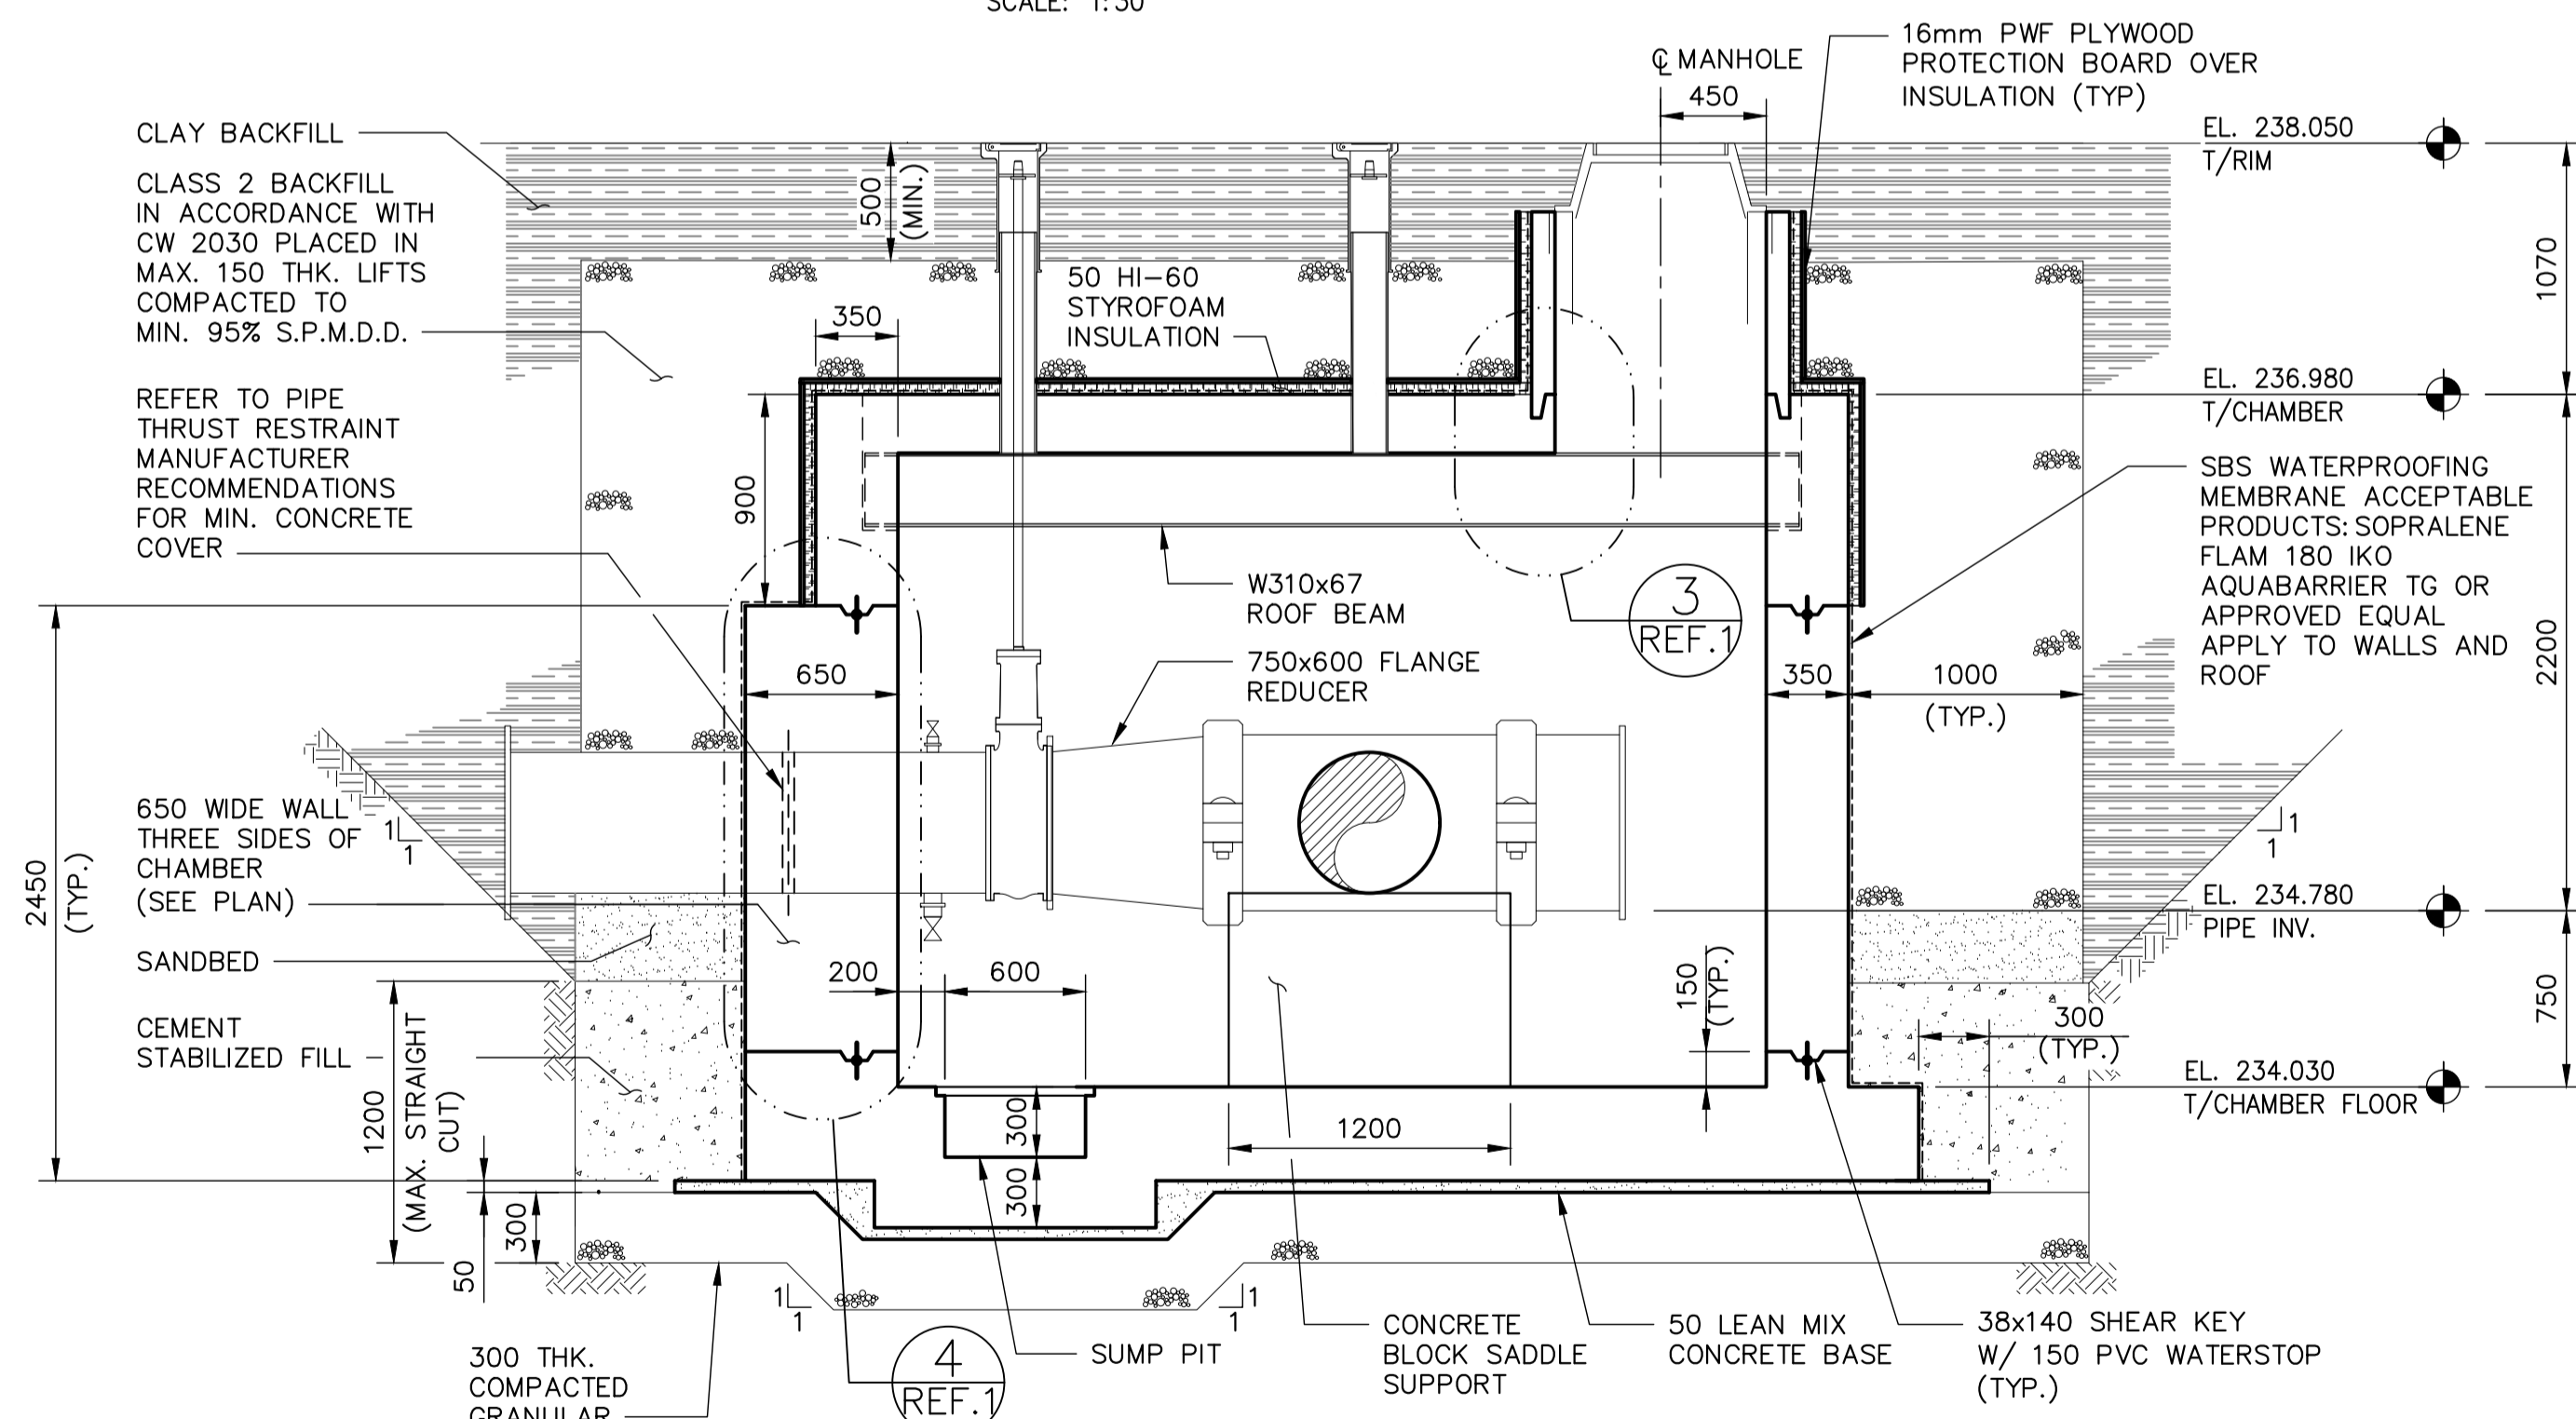 SCALE: 1:30
CLAY BACKFILL
CLASS 2 BACKFILL
IN ACCORDANCE WITH
CW 2030 PLACED IN
MAX. 150 THK. LIFTS
COMPACTED TO
MIN. 95% S.P.M.D.D.
REFER TO PIPE
THRUST RESTRAINT
MANUFACTURER
RECOMMENDATIONS
FOR MIN. CONCRETE
COVER
650 WIDE WALL
THREE SIDES OF
CHAMBER
(SEE PLAN)
SANDBED
CEMENT
STABILIZED FILL
2450
(TYP.)
1200
(MAX. STRAIGHT
CUT)
50
300
300 THK.
COMPACTED
GRANULAR
500
(MIN.)
350
900
650
200
600
300
300
1200
150
(TYP.)
50 HI-60
STYROFOAM
INSULATION
W310x67
ROOF BEAM
750x600 FLANGE
REDUCER
3
REF.1
4
REF.1
SUMP PIT
CONCRETE
BLOCK SADDLE
SUPPORT
50 LEAN MIX
CONCRETE BASE
38x140 SHEAR KEY
W/ 150 PVC WATERSTOP
(TYP.)
℄ MANHOLE
450
16mm PWF PLYWOOD
PROTECTION BOARD OVER
INSULATION (TYP)
EL. 238.050
T/RIM
EL. 236.980
T/CHAMBER
SBS WATERPROOFING
MEMBRANE ACCEPTABLE
PRODUCTS: SOPRALENE
FLAM 180 IKO
AQUABARRIER TG OR
APPROVED EQUAL
APPLY TO WALLS AND
ROOF
350
1000
(TYP.)
EL. 234.780
PIPE INV.
300
(TYP.)
EL. 234.030
T/CHAMBER FLOOR
1070
2200
750
1
1
1
1
1
1
1
1